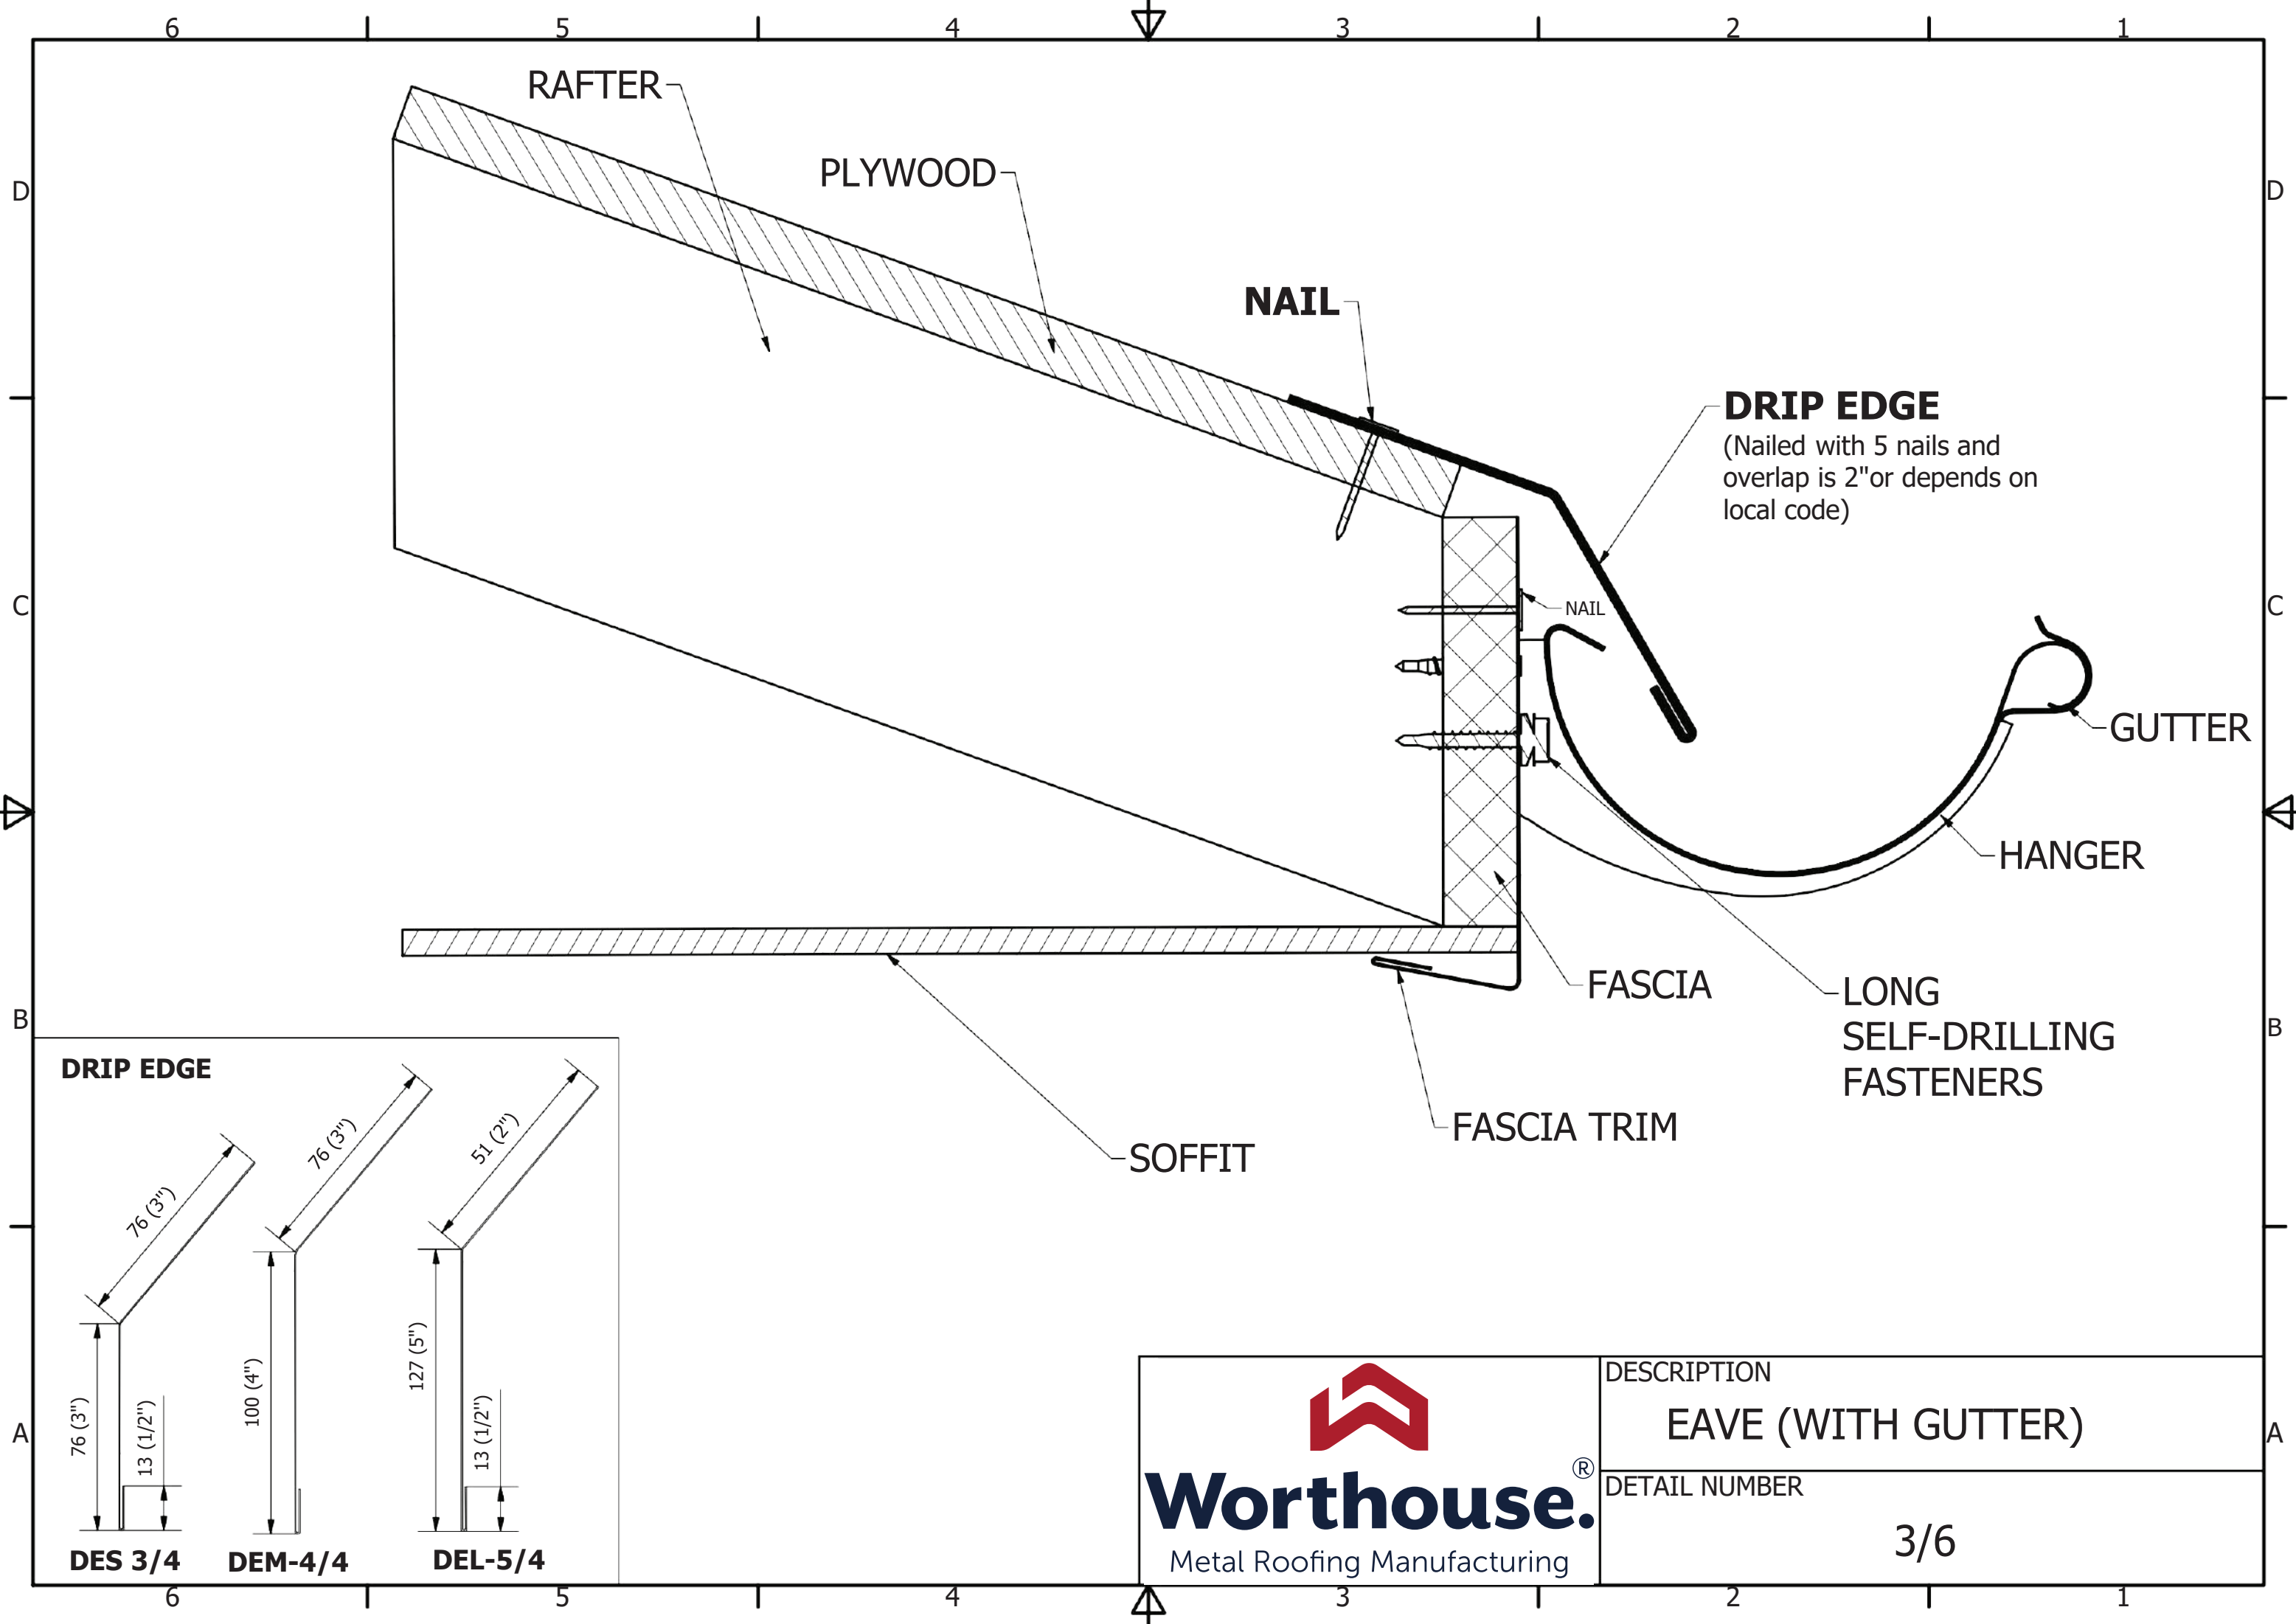 6 5 4 3 2 1
D D
C C
B B
A A
RAFTER
PLYWOOD
NAIL
DRIP EDGE
(Nailed with 5 nails and
overlap is 2"or depends on
local code)
NAIL
GUTTER
HANGER
FASCIA
LONG
SELF-DRILLING
FASTENERS
FASCIA TRIM
SOFFIT
DRIP EDGE
76 (3")
76 (3")
13 (1/2")
DES 3/4
76 (3")
100 (4")
DEM-4/4
51 (2")
127 (5")
13 (1/2")
DEL-5/4
Worthouse.®
Metal Roofing Manufacturing
DESCRIPTION
EAVE (WITH GUTTER)
DETAIL NUMBER
3/6
6 5 4 3 2 1